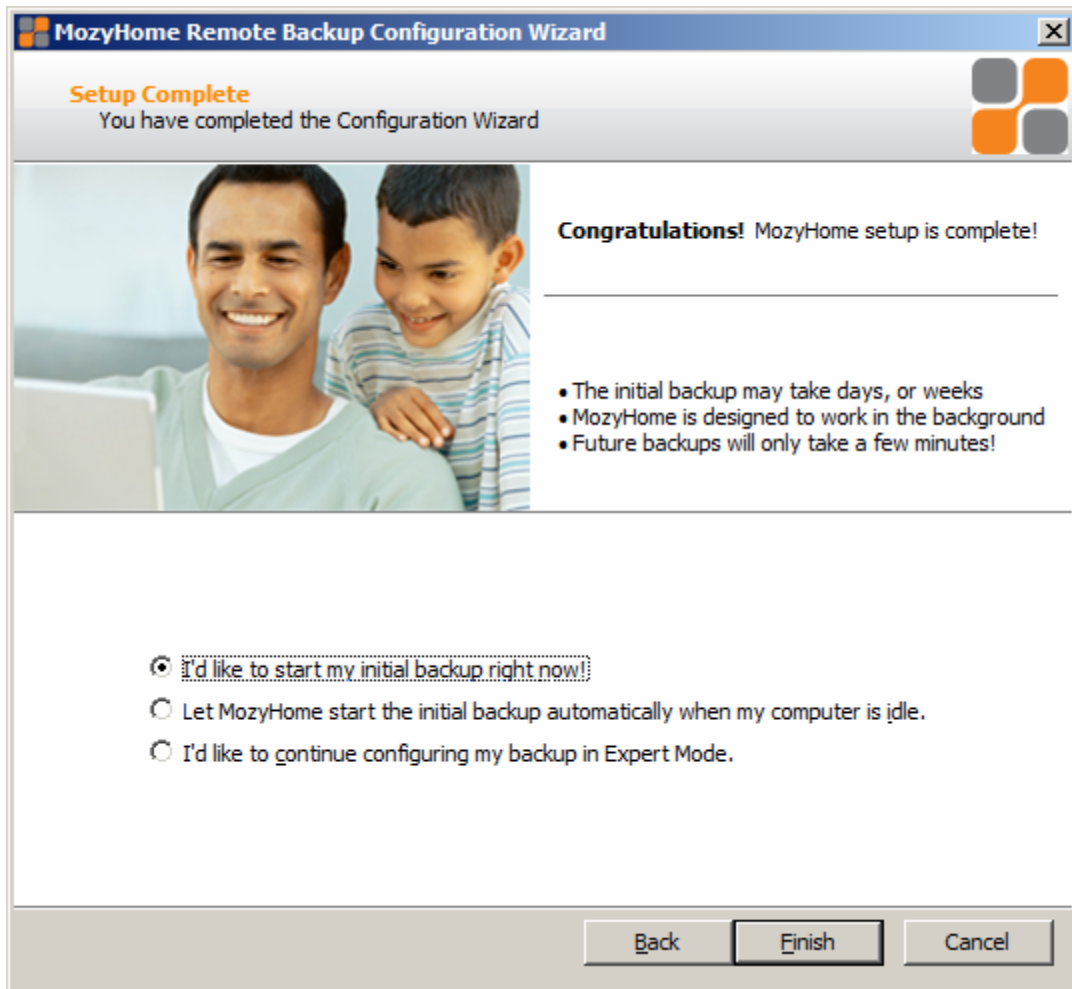 MozyHome Remote Backup Configuration Wizard
Setup Complete
You have completed the Configuration Wizard
Congratulations! MozyHome setup is complete!
• The initial backup may take days, or weeks
• MozyHome is designed to work in the background
• Future backups will only take a few minutes!
I'd like to start my initial backup right now!
Let MozyHome start the initial backup automatically when my computer is idle.
I'd like to continue configuring my backup in Expert Mode.
Back Finish Cancel